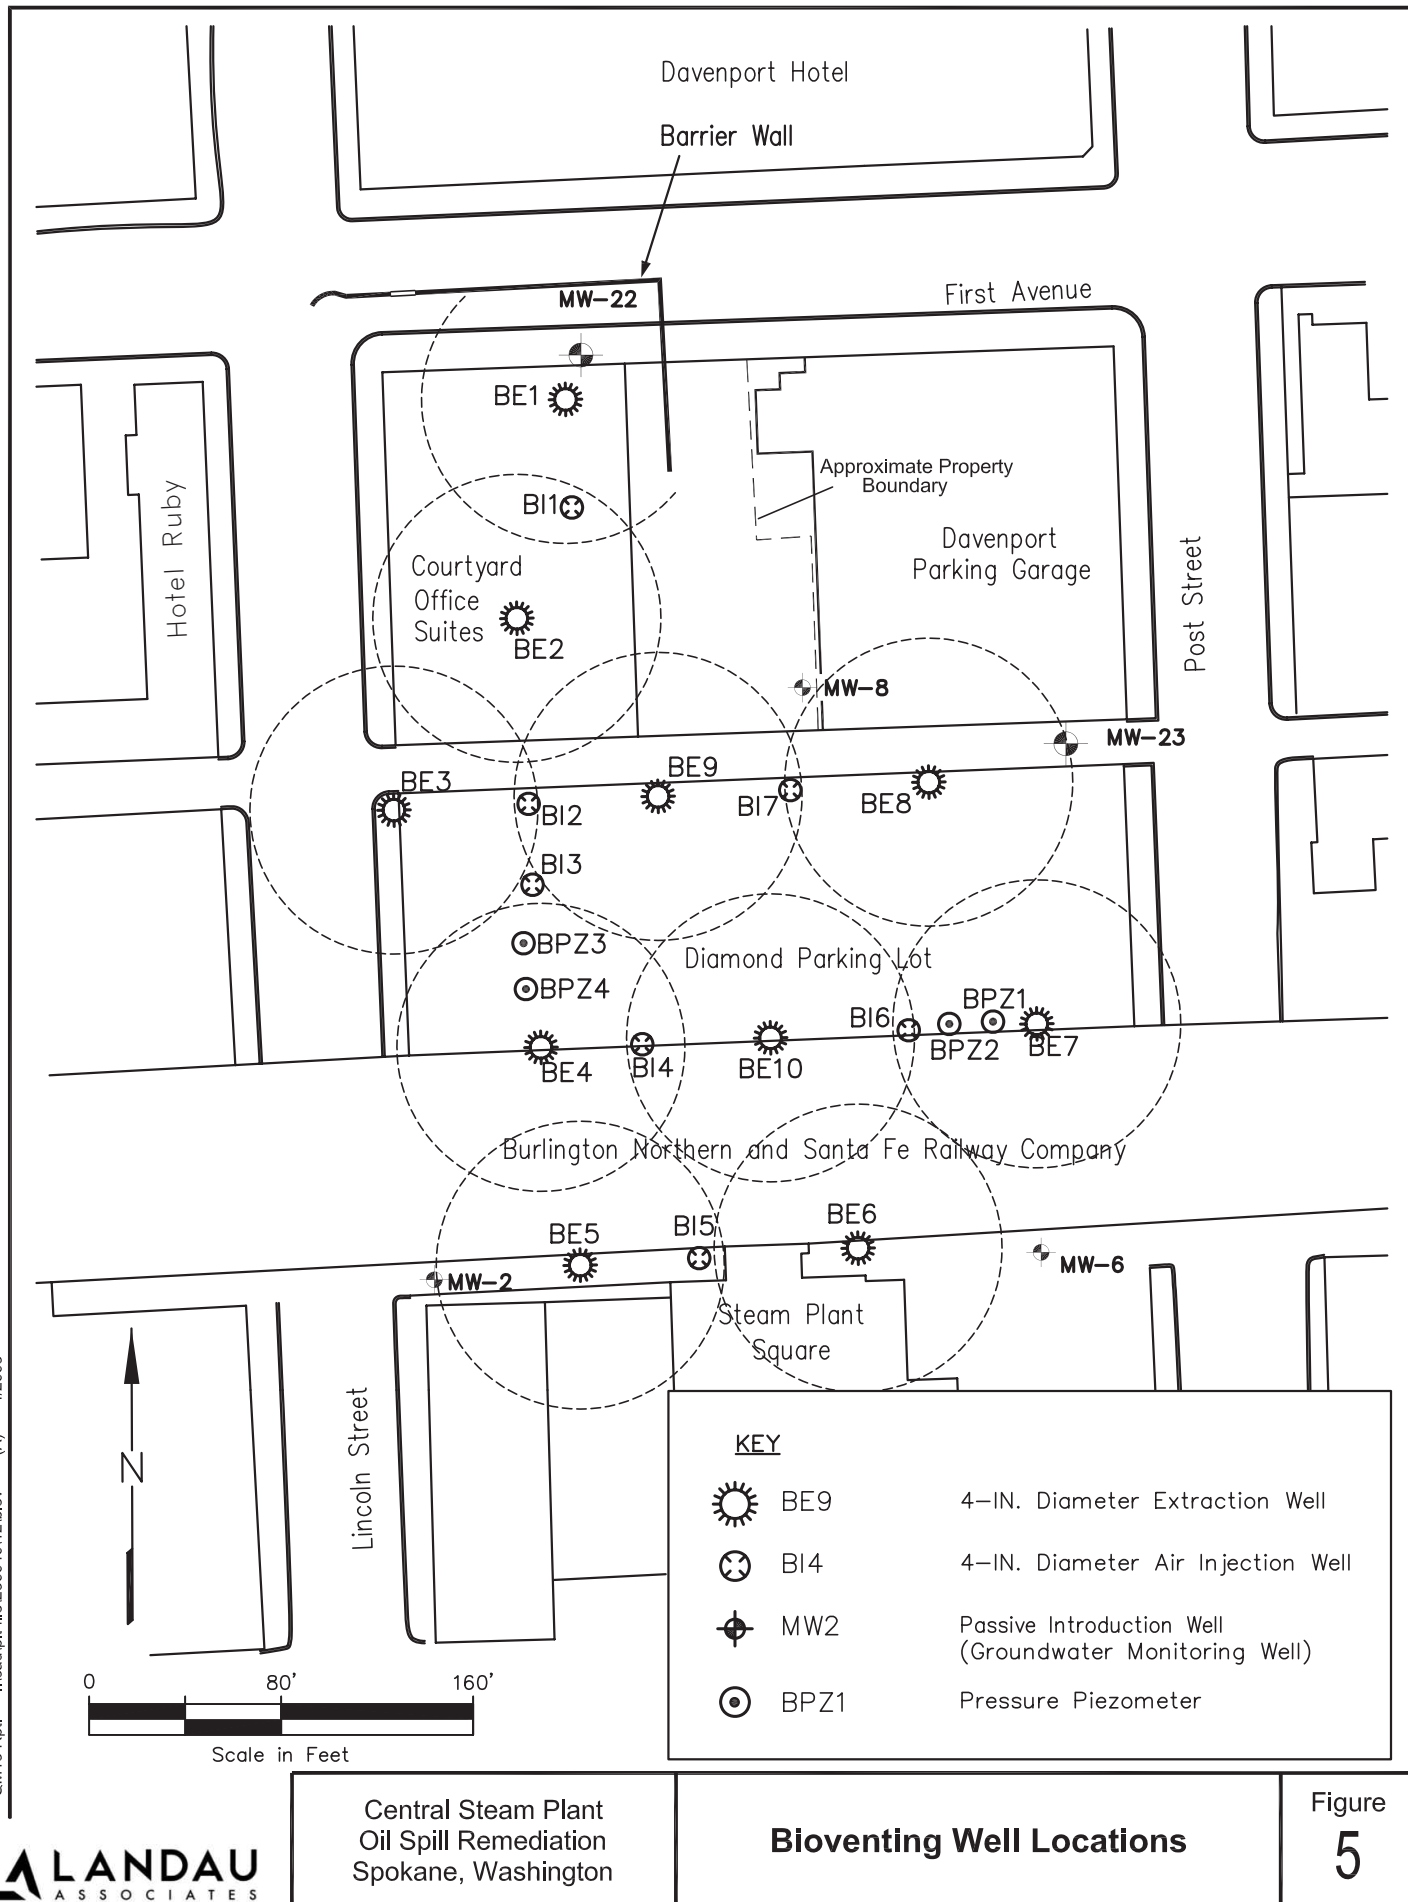 Davenport Hotel
Barrier Wall
MW-22
First Avenue
BE1
Approximate Property
Boundary
BI1
Hotel Ruby
Courtyard
Office
Suites
Davenport
Parking Garage
Post Street
BE2
MW-8
MW-23
BE3
BE9
BI2
BI7
BE8
BI3
BPZ3
Diamond Parking Lot
BPZ4
BI6
BPZ1
BPZ2
BE7
BE4
BI4
BE10
Burlington Northern and Santa Fe Railway Company
BE5
BI5
BE6
MW-2
MW-6
Steam Plant
Square
Lincoln Street
N
KEY
BE9 4-IN. Diameter Extraction Well
BI4 4-IN. Diameter Air Injection Well
MW2 Passive Introduction Well
(Groundwater Monitoring Well)
BPZ1 Pressure Piezometer
0 80' 160'
Scale in Feet
LANDAU
ASSOCIATES
Central Steam Plant
Oil Spill Remediation
Spokane, Washington
Bioventing Well Locations
Figure
5